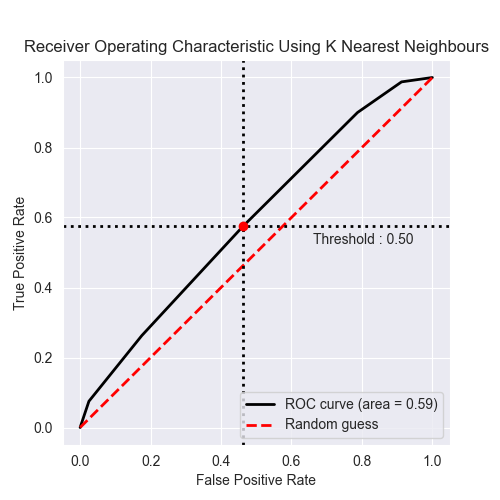 Receiver Operating Characteristic Using K Nearest Neighbours
1.0
0.8
0.6
0.4
0.2
0.0
True Positive Rate
Threshold : 0.50
ROC curve (area = 0.59)
Random guess
0.0 0.2 0.4 0.6 0.8 1.0
False Positive Rate